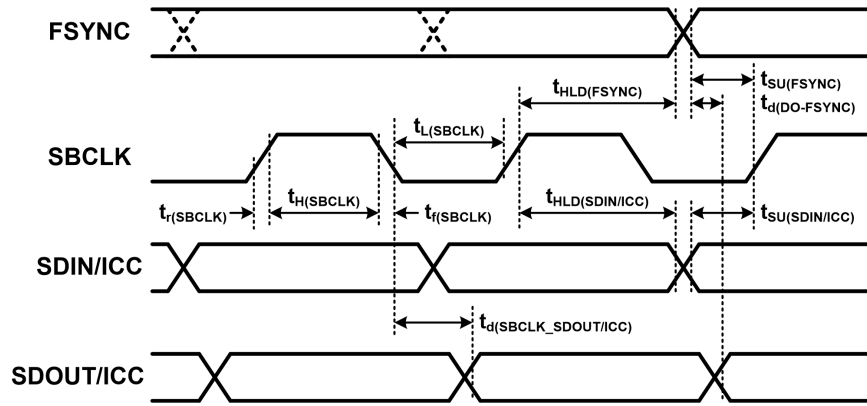 FSYNC
tSU(FSYNC)
tHLD(FSYNC)
td(DO-FSYNC)
tL(SBCLK)
SBCLK
tr(SBCLK)
tH(SBCLK)
tf(SBCLK)
tHLD(SDIN/ICC)
tSU(SDIN/ICC)
SDIN/ICC
td(SBCLK_SDOUT/ICC)
SDOUT/ICC